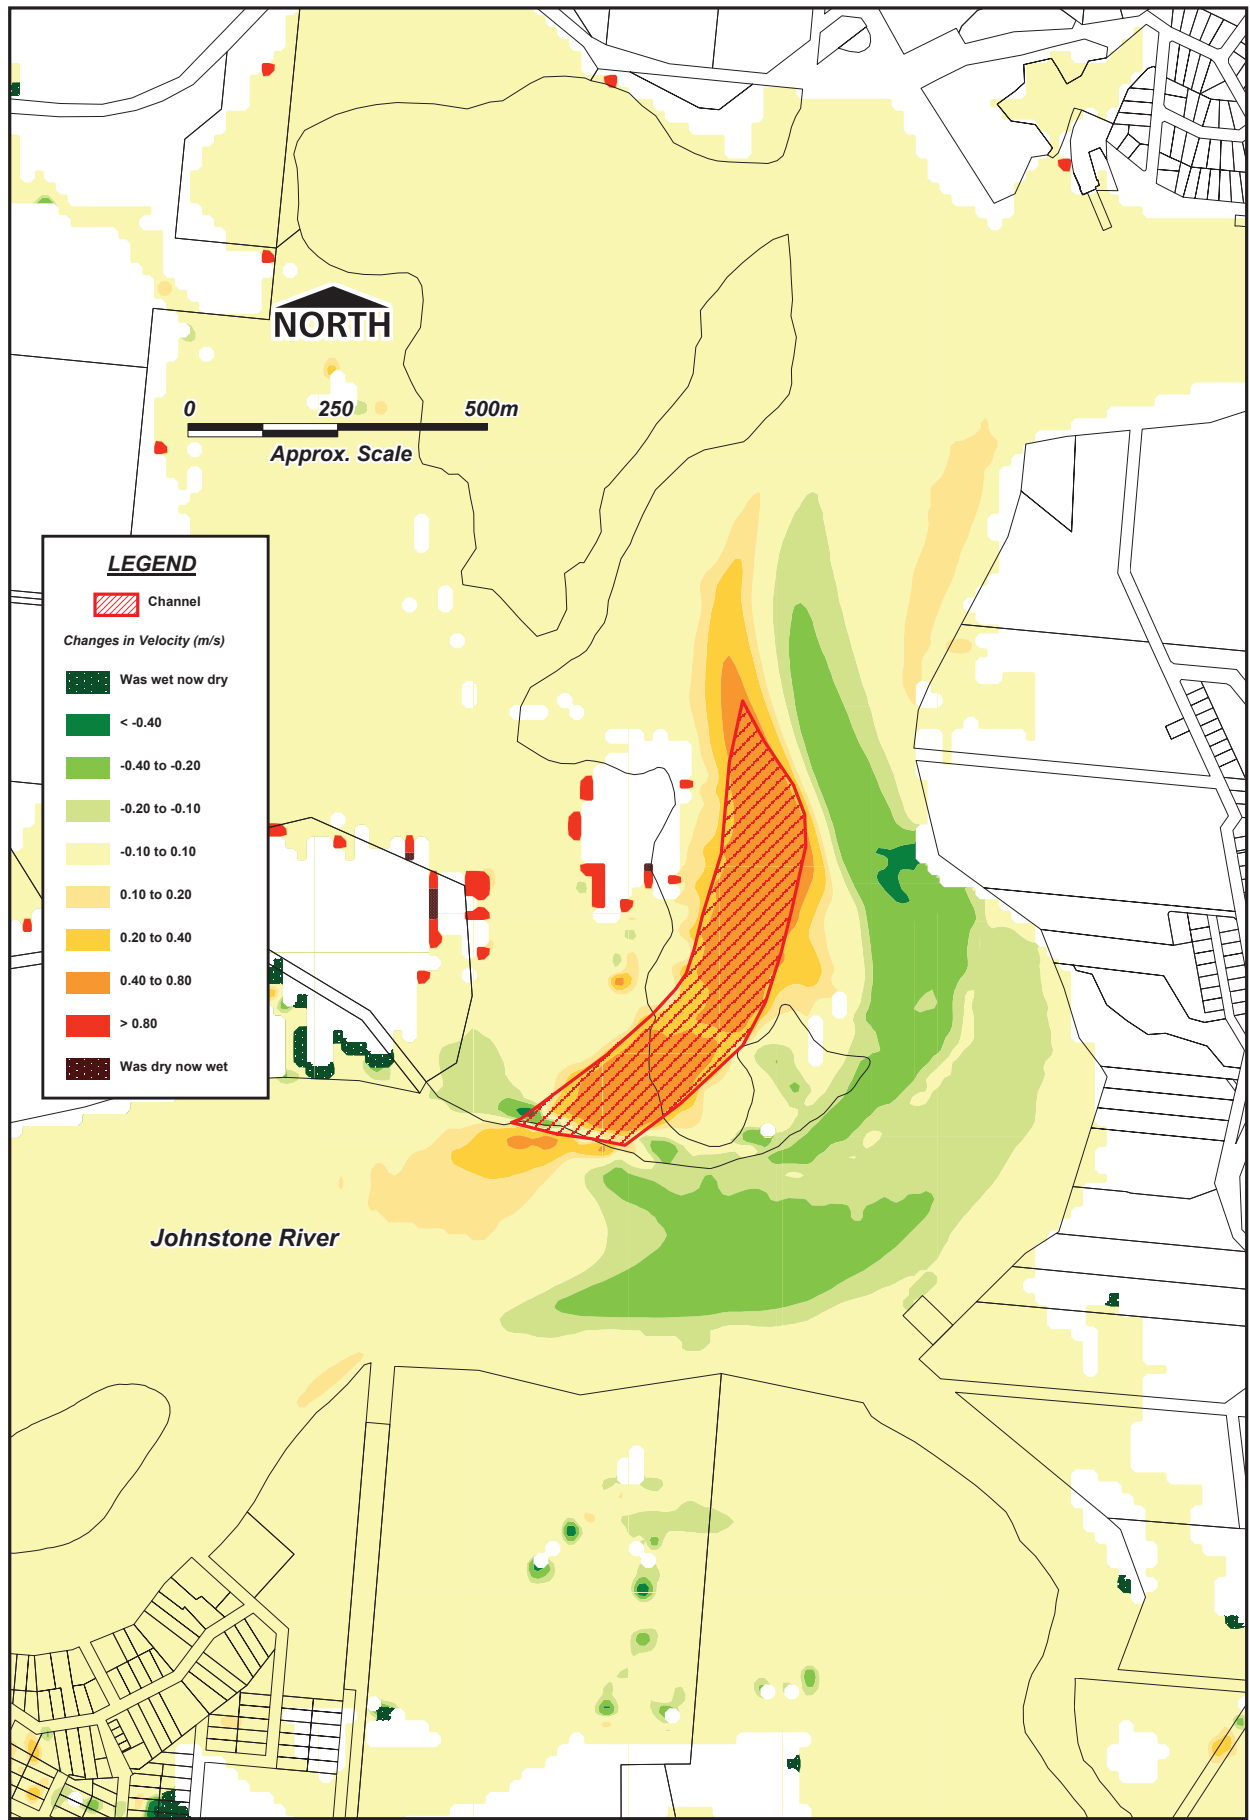 NORTH
0 250 500m
Approx. Scale
LEGEND
Channel
Changes in Velocity (m/s)
Was wet now dry
< -0.40
-0.40 to -0.20
-0.20 to -0.10
-0.10 to 0.10
0.10 to 0.20
0.20 to 0.40
0.40 to 0.80
> 0.80
Was dry now wet
Johnstone River